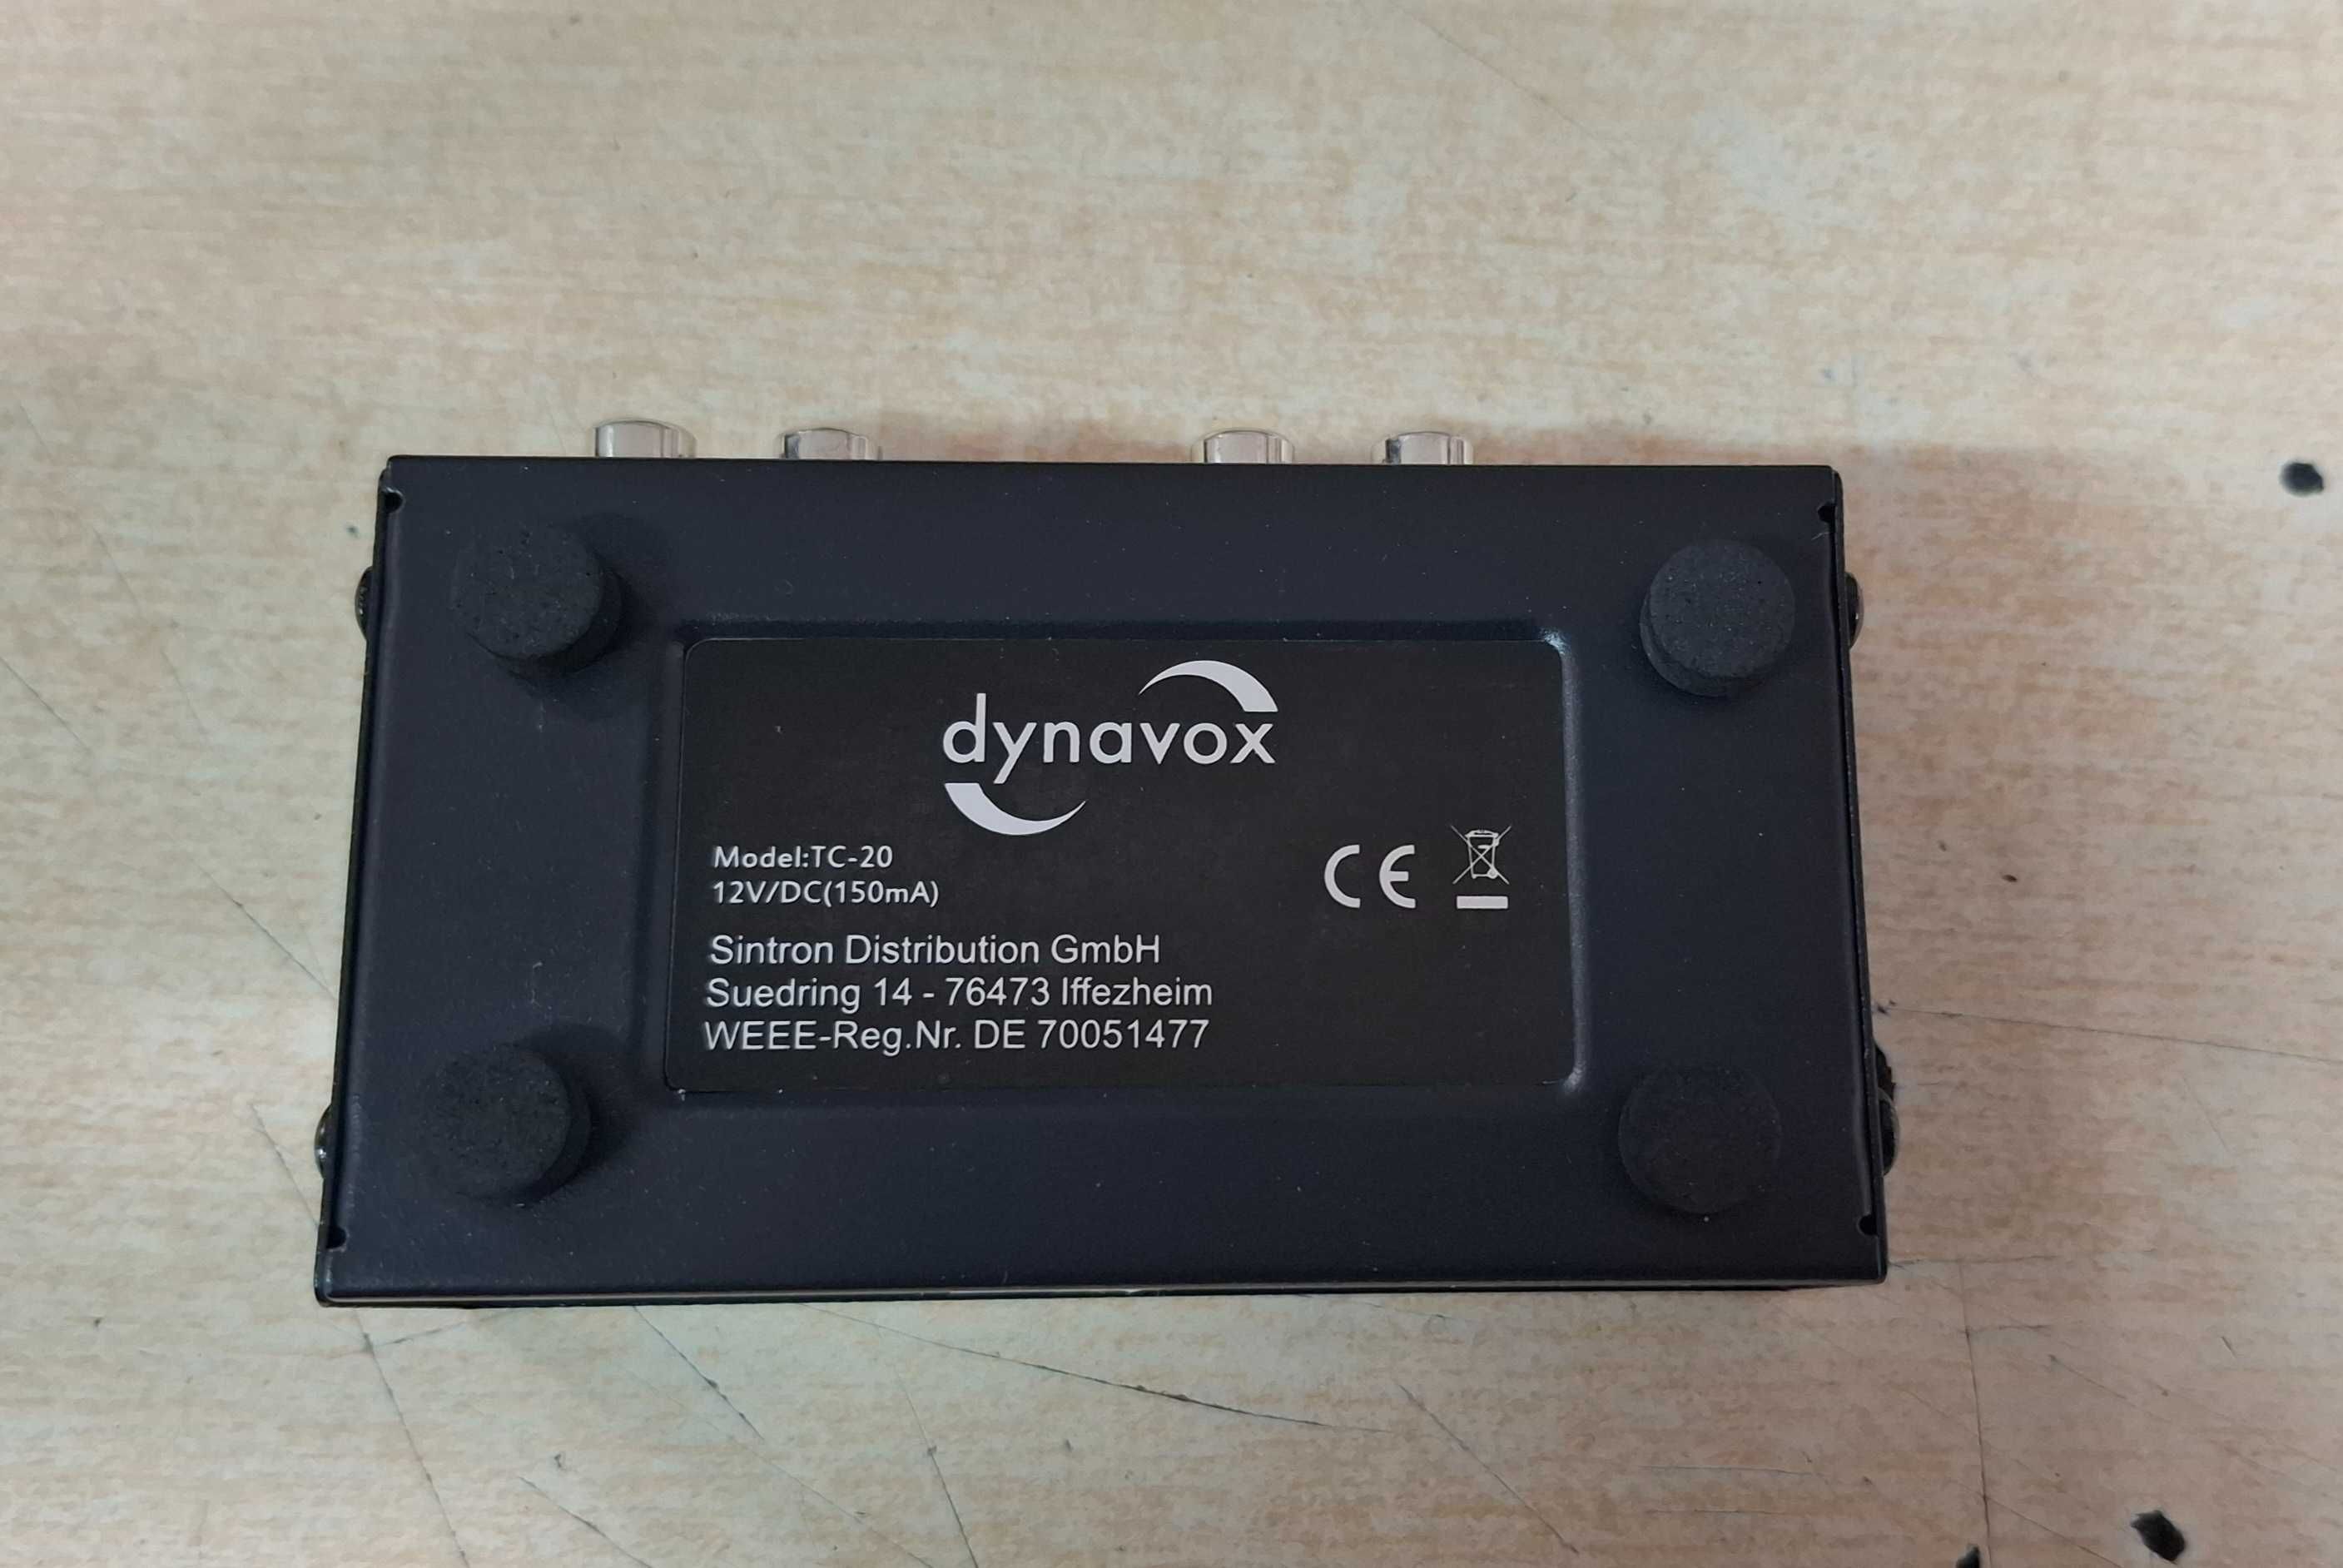 dynavox
Model:TC-20
12V/DC(150mA)
CE
Sintron Distribution GmbH
Suedring 14 - 76473 Iffezheim
WEEE-Reg.Nr. DE 70051477